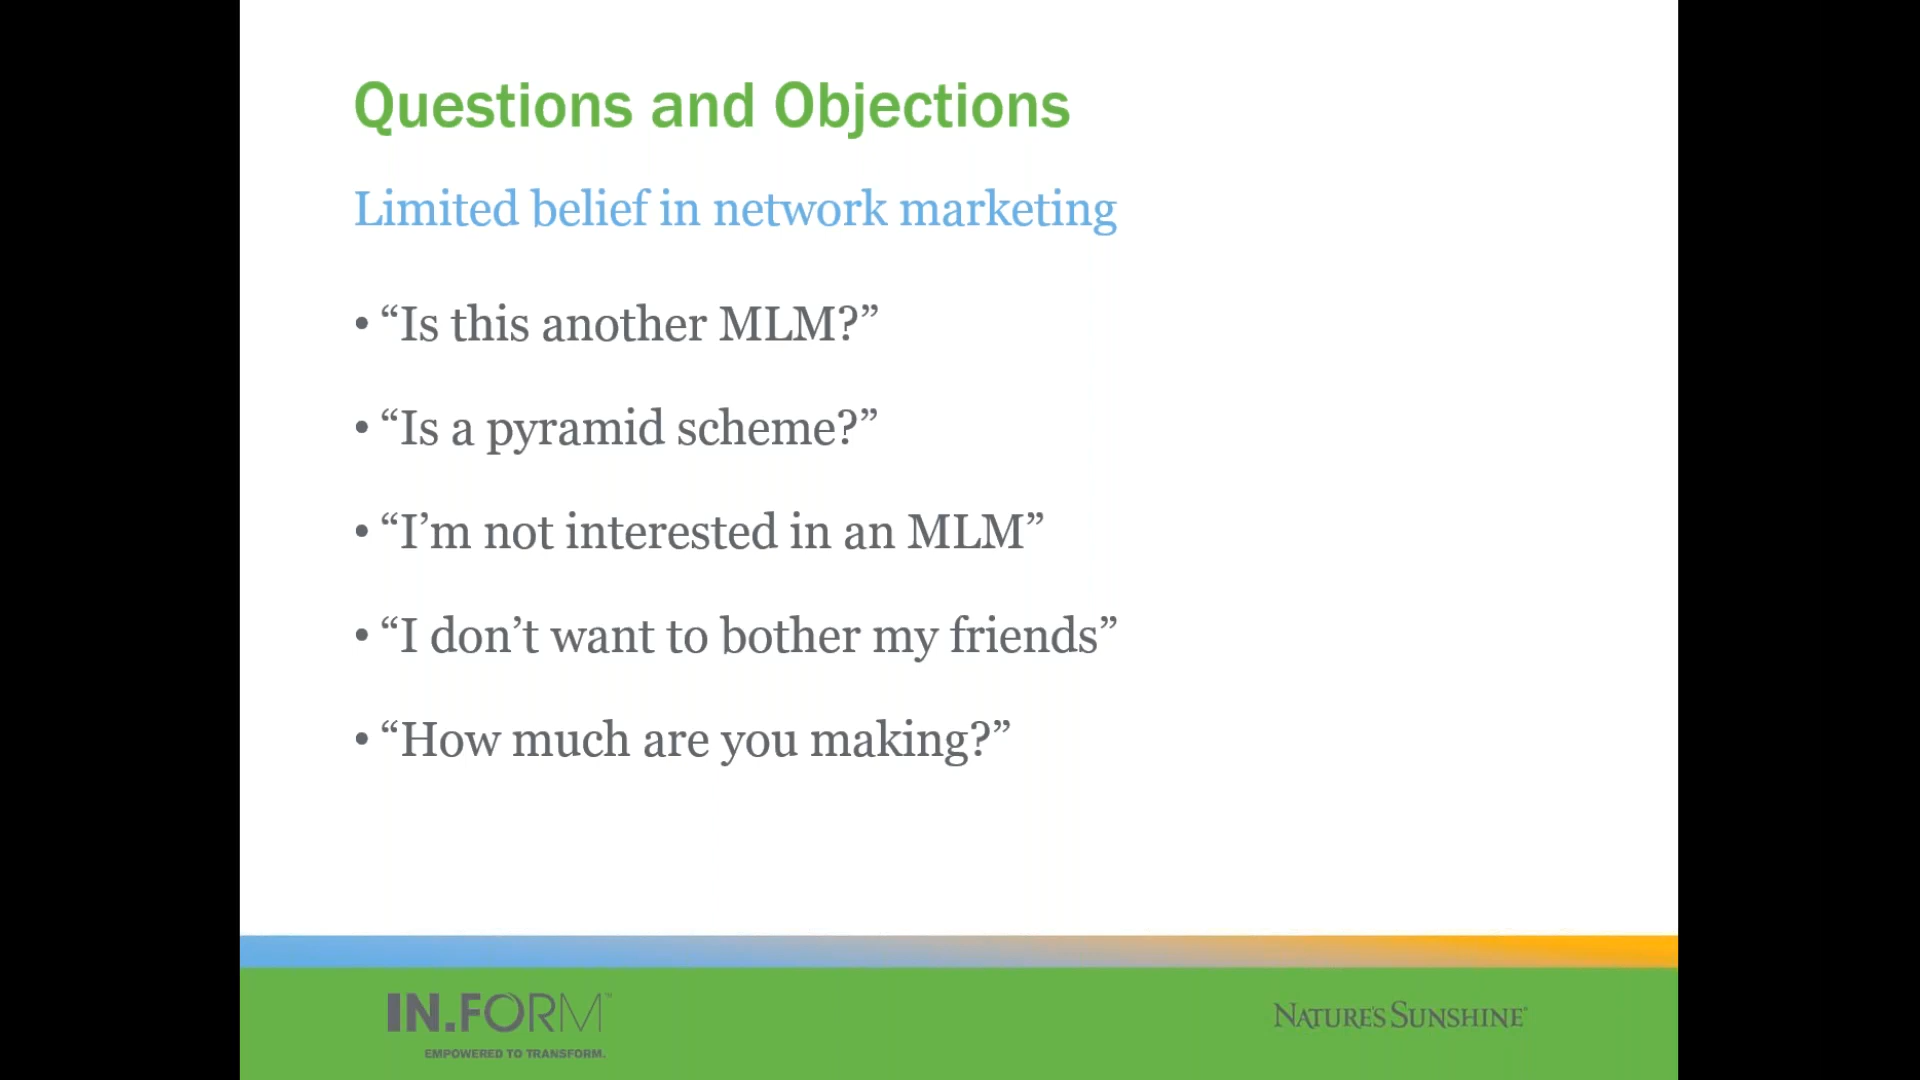 Questions and Objections
Limited belief in network marketing
• “Is this another MLM?”
• “Is a pyramid scheme?”
• “I’m not interested in an MLM”
• “I don’t want to bother my friends”
• “How much are you making?”
IN.FORM™
EMPOWERED TO TRANSFORM.
NATURE'S SUNSHINE®